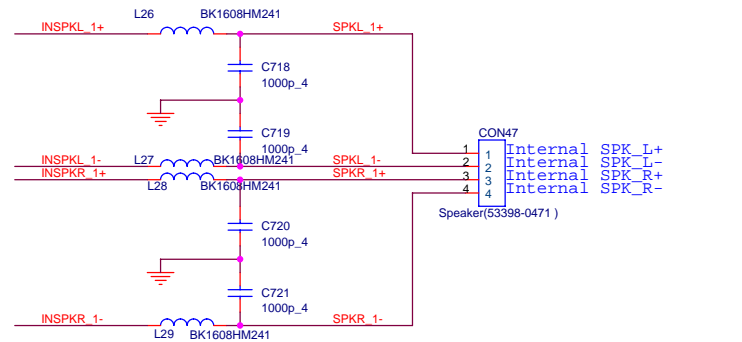 L26 BK1608HM241
INSPKL_1+ SPKL_1+
C718
1000p_4
C719
1000p_4
CON47
1 1 Internal SPK_L+
2 2 Internal SPK_L-
3 3 Internal SPK_R+
4 4 Internal SPK_R-
Speaker(53398-0471 )
INSPKL_1- L27 BK1608HM241 SPKL_1-
INSPKR_1+ SPKR_1+
L28 BK1608HM241
C720
1000p_4
C721
1000p_4
INSPKR_1- SPKR_1-
L29 BK1608HM241